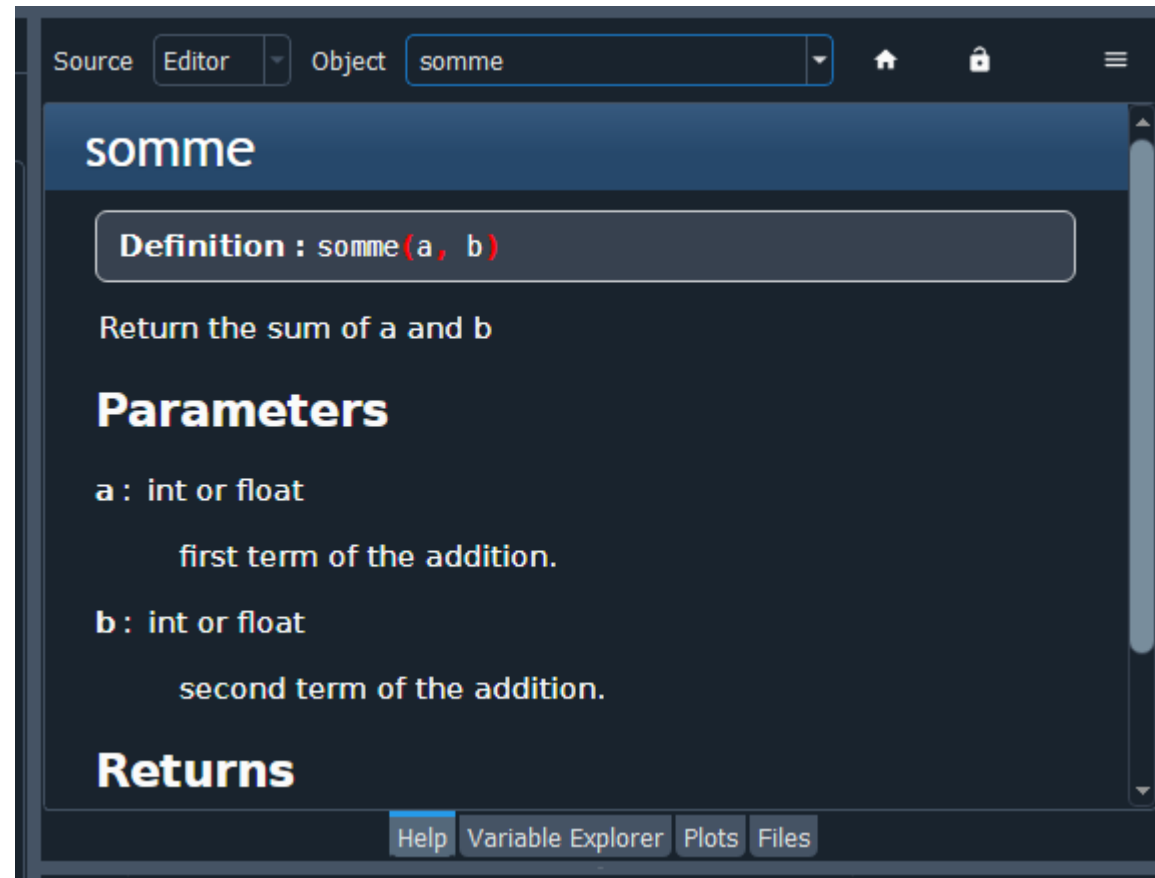 Source Editor Object somme
somme
Definition : somme(a, b)
Return the sum of a and b
Parameters
a : int or float
first term of the addition.
b : int or float
second term of the addition.
Returns
Help Variable Explorer Plots Files